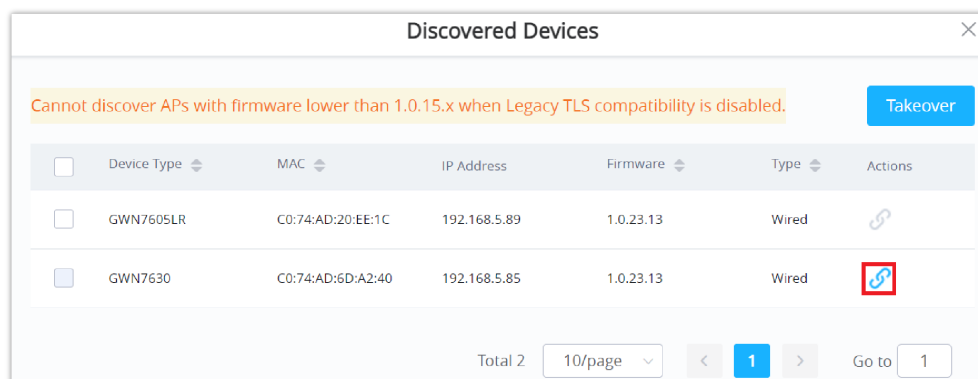 Discovered Devices
Cannot discover APs with firmware lower than 1.0.15.x when Legacy TLS compatibility is disabled.
Takeover
Device Type MAC IP Address Firmware Type Actions
GWN7605LR C0:74:AD:20:EE:1C 192.168.5.89 1.0.23.13 Wired
GWN7630 C0:74:AD:6D:A2:40 192.168.5.85 1.0.23.13 Wired
Total 2 10/page < 1 > Go to 1